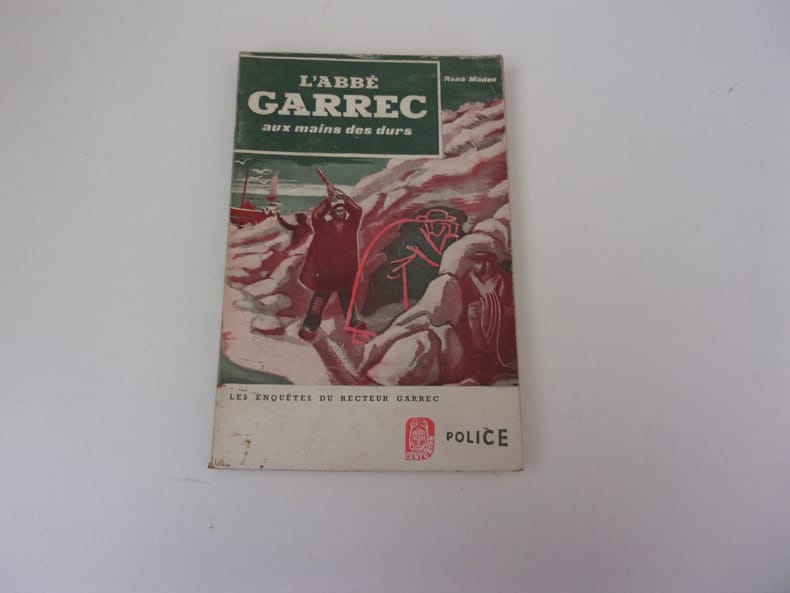 L'ABBÉ
GARREC
aux mains des durs
René Madec
LES ENQUÊTES DU RECTEUR GARREC
POLICE